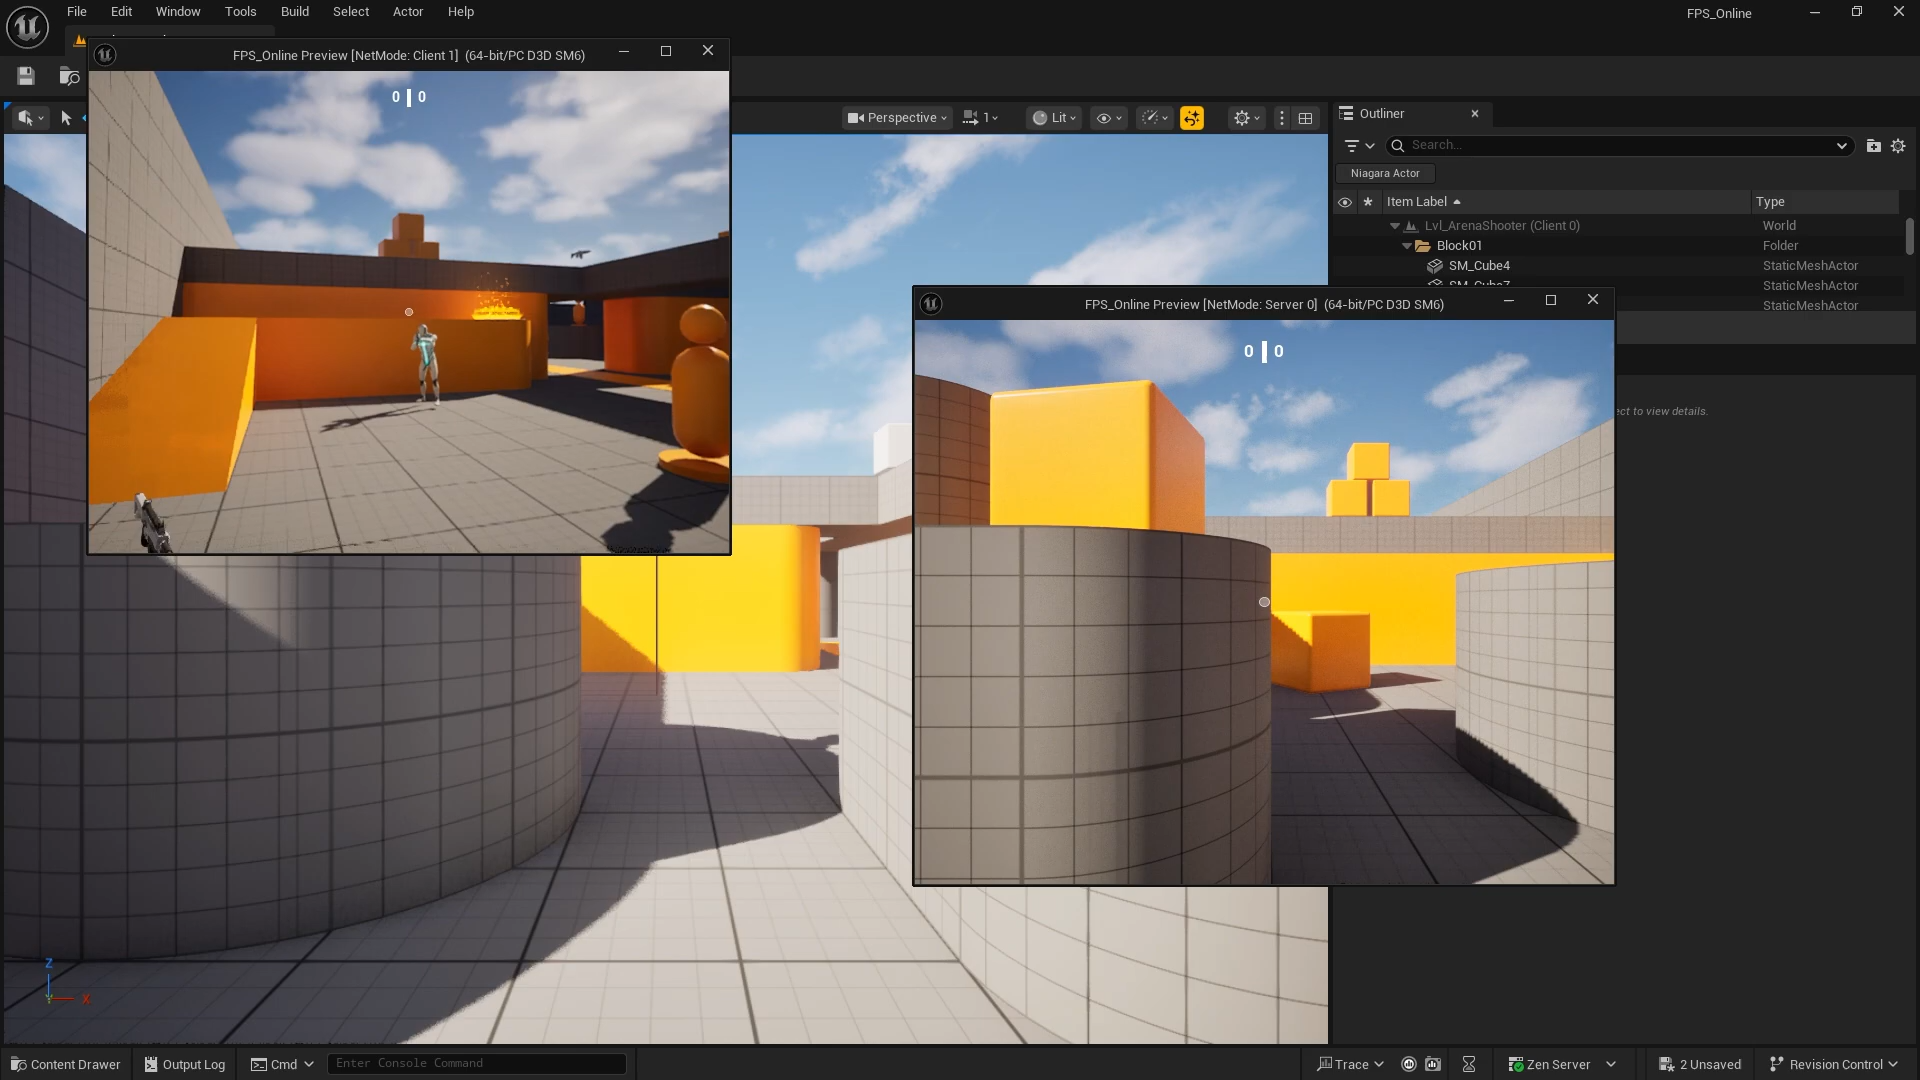 File Edit Window Tools Build Select Actor Help
FPS_Online
FPS_Online Preview [NetMode: Client 1] (64-bit/PC D3D SM6)
0 0
Perspective 1 Lit
Outliner
Search...
Niagara Actor
Item Label Type
Lvl_ArenaShooter (Client 0) World
Block01 Folder
SM_Cube4 StaticMeshActor
StaticMeshActor
FPS_Online Preview [NetMode: Server 0] (64-bit/PC D3D SM6)
0 0
to view details.
Z
X
Content Drawer Output Log Cmd Enter Console Command Trace Zen Server 2 Unsaved Revision Control